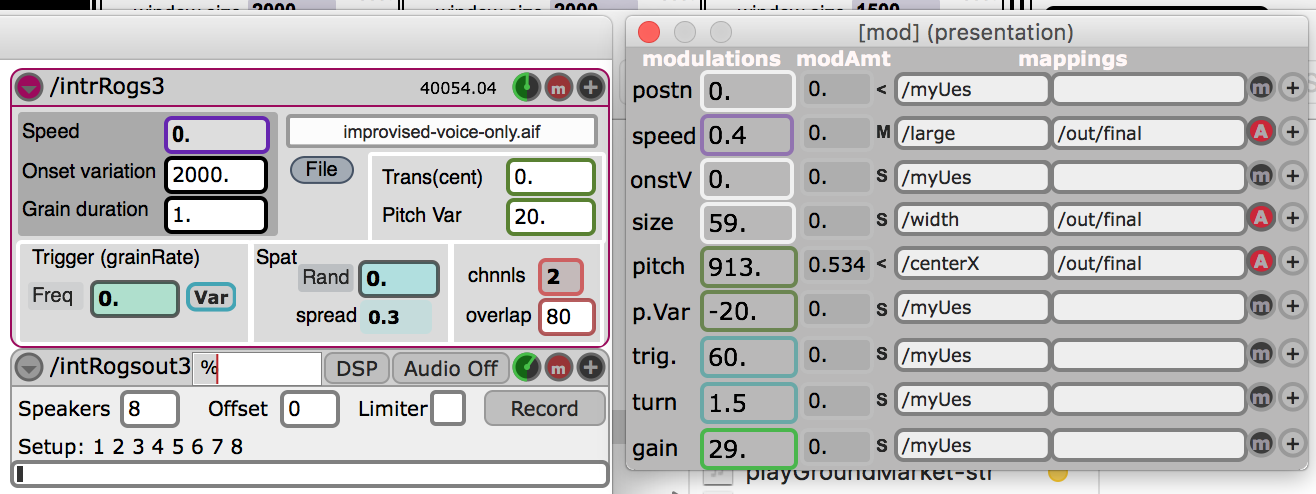 window size 2000
window size 2000
window size 1500
/intrRogs3 40054.04 m +
Speed 0. improvised-voice-only.aif
Onset variation 2000. File
Trans(cent) 0.
Grain duration 1. Pitch Var 20.
Trigger (grainRate) Spat
Rand 0. chnnls 2
Freq 0. Var
spread 0.3 overlap 80
/intRogsout3 % DSP Audio Off m +
Speakers 8 Offset 0 Limiter Record
Setup: 1 2 3 4 5 6 7 8
[mod] (presentation)
modulations modAmt mappings
postn 0. 0. < /myUes m +
speed 0.4 0. M /large /out/final A +
onstV 0. 0. S /myUes m +
size 59. 0. S /width /out/final A +
pitch 913. 0.534 < /centerX /out/final A +
p.Var -20. 0. S /myUes m +
trig. 60. 0. S /myUes m +
turn 1.5 0. S /myUes m +
gain 29. 0. S /myUes m +
playGroundMarket-str